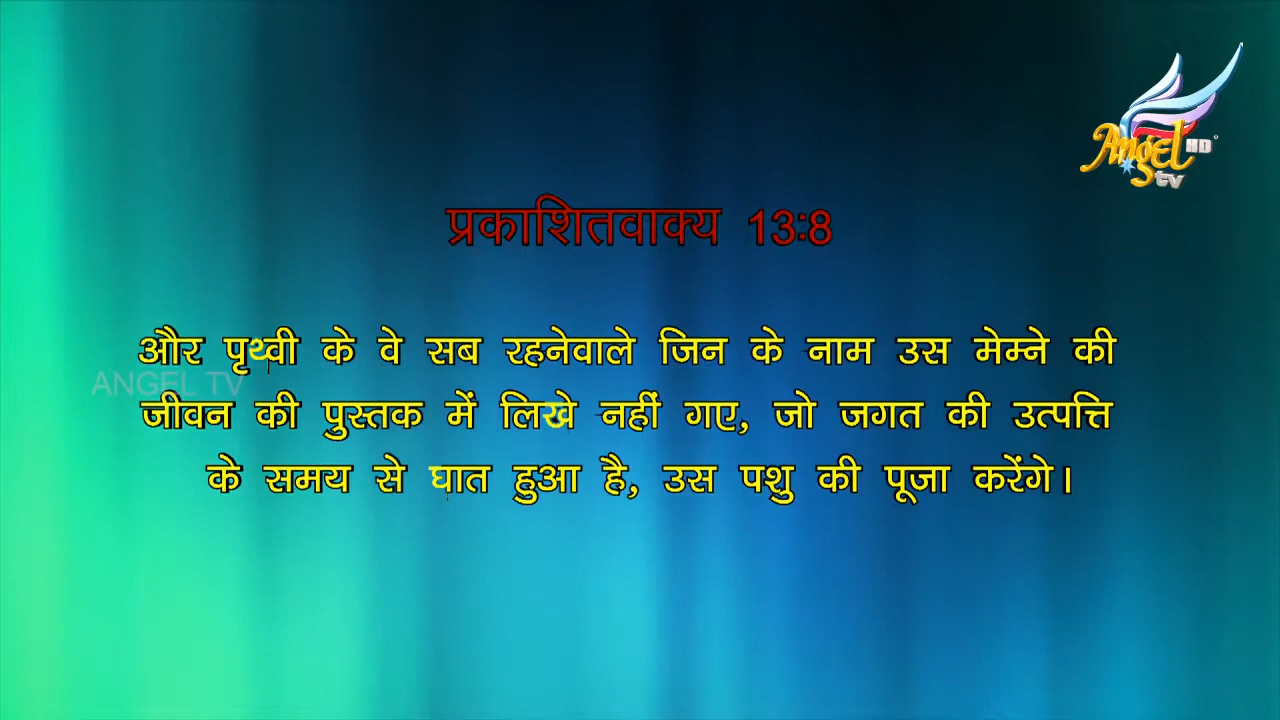 Angel HD
tv
प्रकाशितवाक्य 13:8
और पृथ्वी के वे सब रहनेवाले जिन के नाम उस मेम्ने की
ANGEL TV
जीवन की पुस्तक में लिखे नहीं गए, जो जगत की उत्पत्ति
के समय से घात हुआ है, उस पशु की पूजा करेंगे।